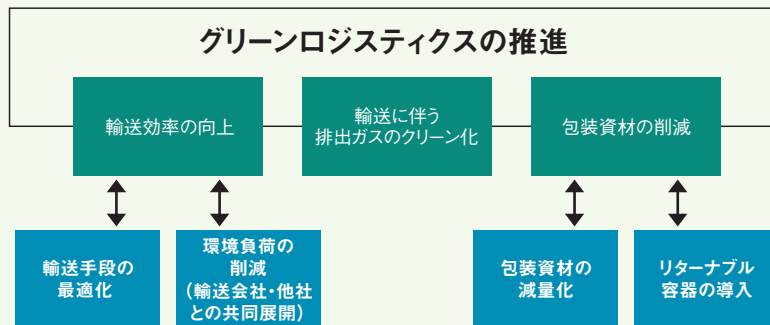 グリーンロジスティクスの推進
輸送効率の向上
輸送に伴う
排出ガスのクリーン化
包装資材の削減
輸送手段の
最適化
環境負荷の
削減
(輸送会社・他社
との共同展開)
包装資材の
減量化
リターナブル
容器の導入